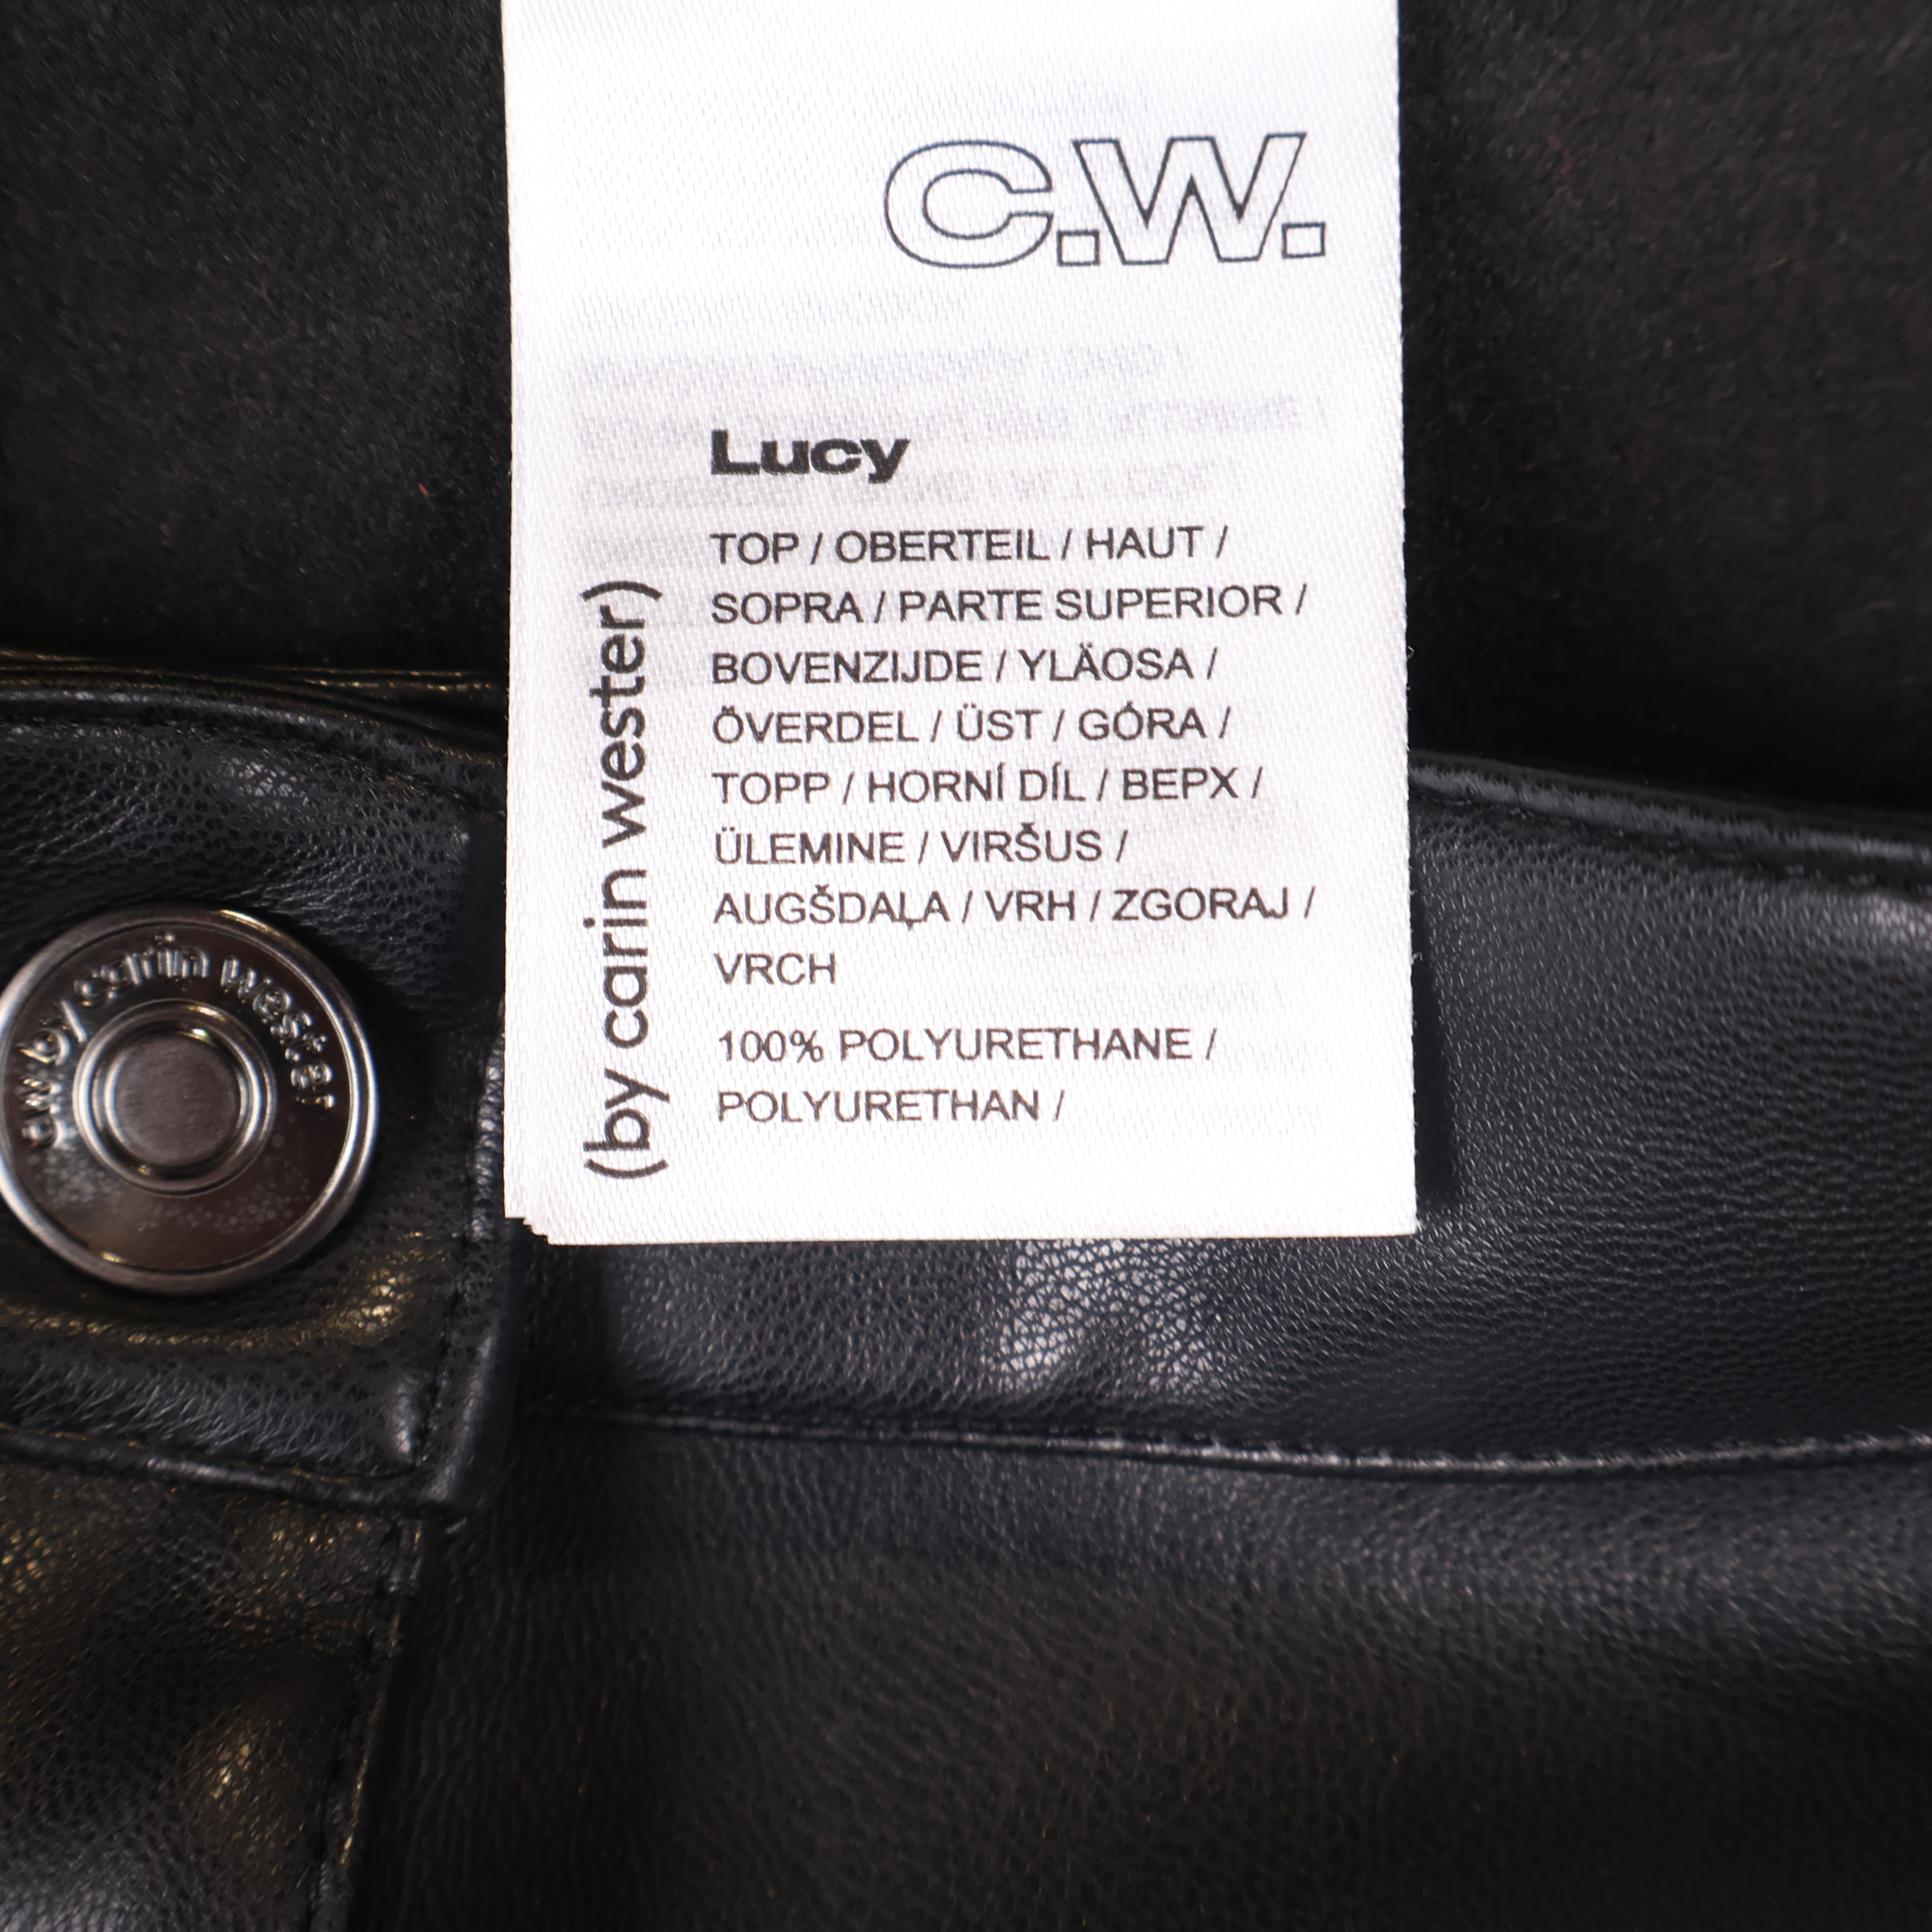 C.W.
Lucy
TOP / OBERTEIL / HAUT /
SOPRA / PARTE SUPERIOR /
BOVENZIJDE / YLÄOSA /
ÖVERDEL / ÜST / GÓRA /
TOPP / HORNÍ DÍL / ВЕРХ /
ÜLEMINE / VIRŠUS /
AUGŠDAĻA / VRH / ZGORAJ /
VRCH
100% POLYURETHANE /
POLYURETHAN /
(by carin wester)
cw by carin wester